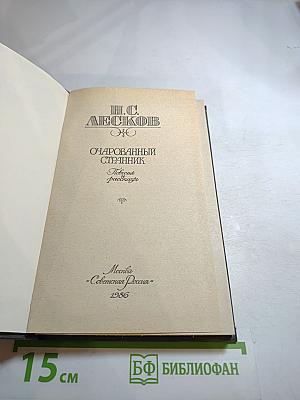 Н.С.
ЛЕСКОВ
ОЧАРОВАННЫЙ
СТРАННИК
Повести
рассказы
Москва
«Советская Россия»
1986
15 см
БФ БИБЛИОФАН